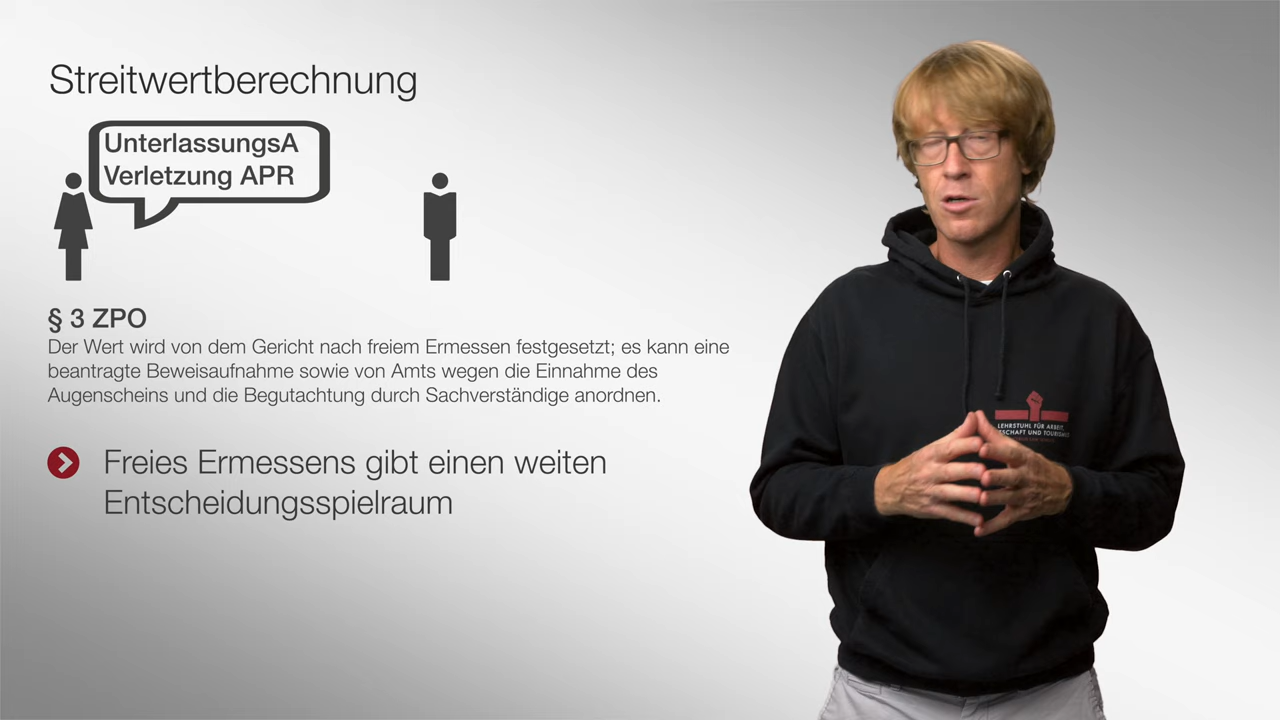 Streitwertberechnung
UnterlassungsA
Verletzung APR
§ 3 ZPO
Der Wert wird von dem Gericht nach freiem Ermessen festgesetzt; es kann eine
beantragte Beweisaufnahme sowie von Amts wegen die Einnahme des
Augenscheins und die Begutachtung durch Sachverständige anordnen.
Freies Ermessens gibt einen weiten
Entscheidungsspielraum
LEHRSTUHL FÜR ARBEIT,
TSCHAFT UND TOURISMUS